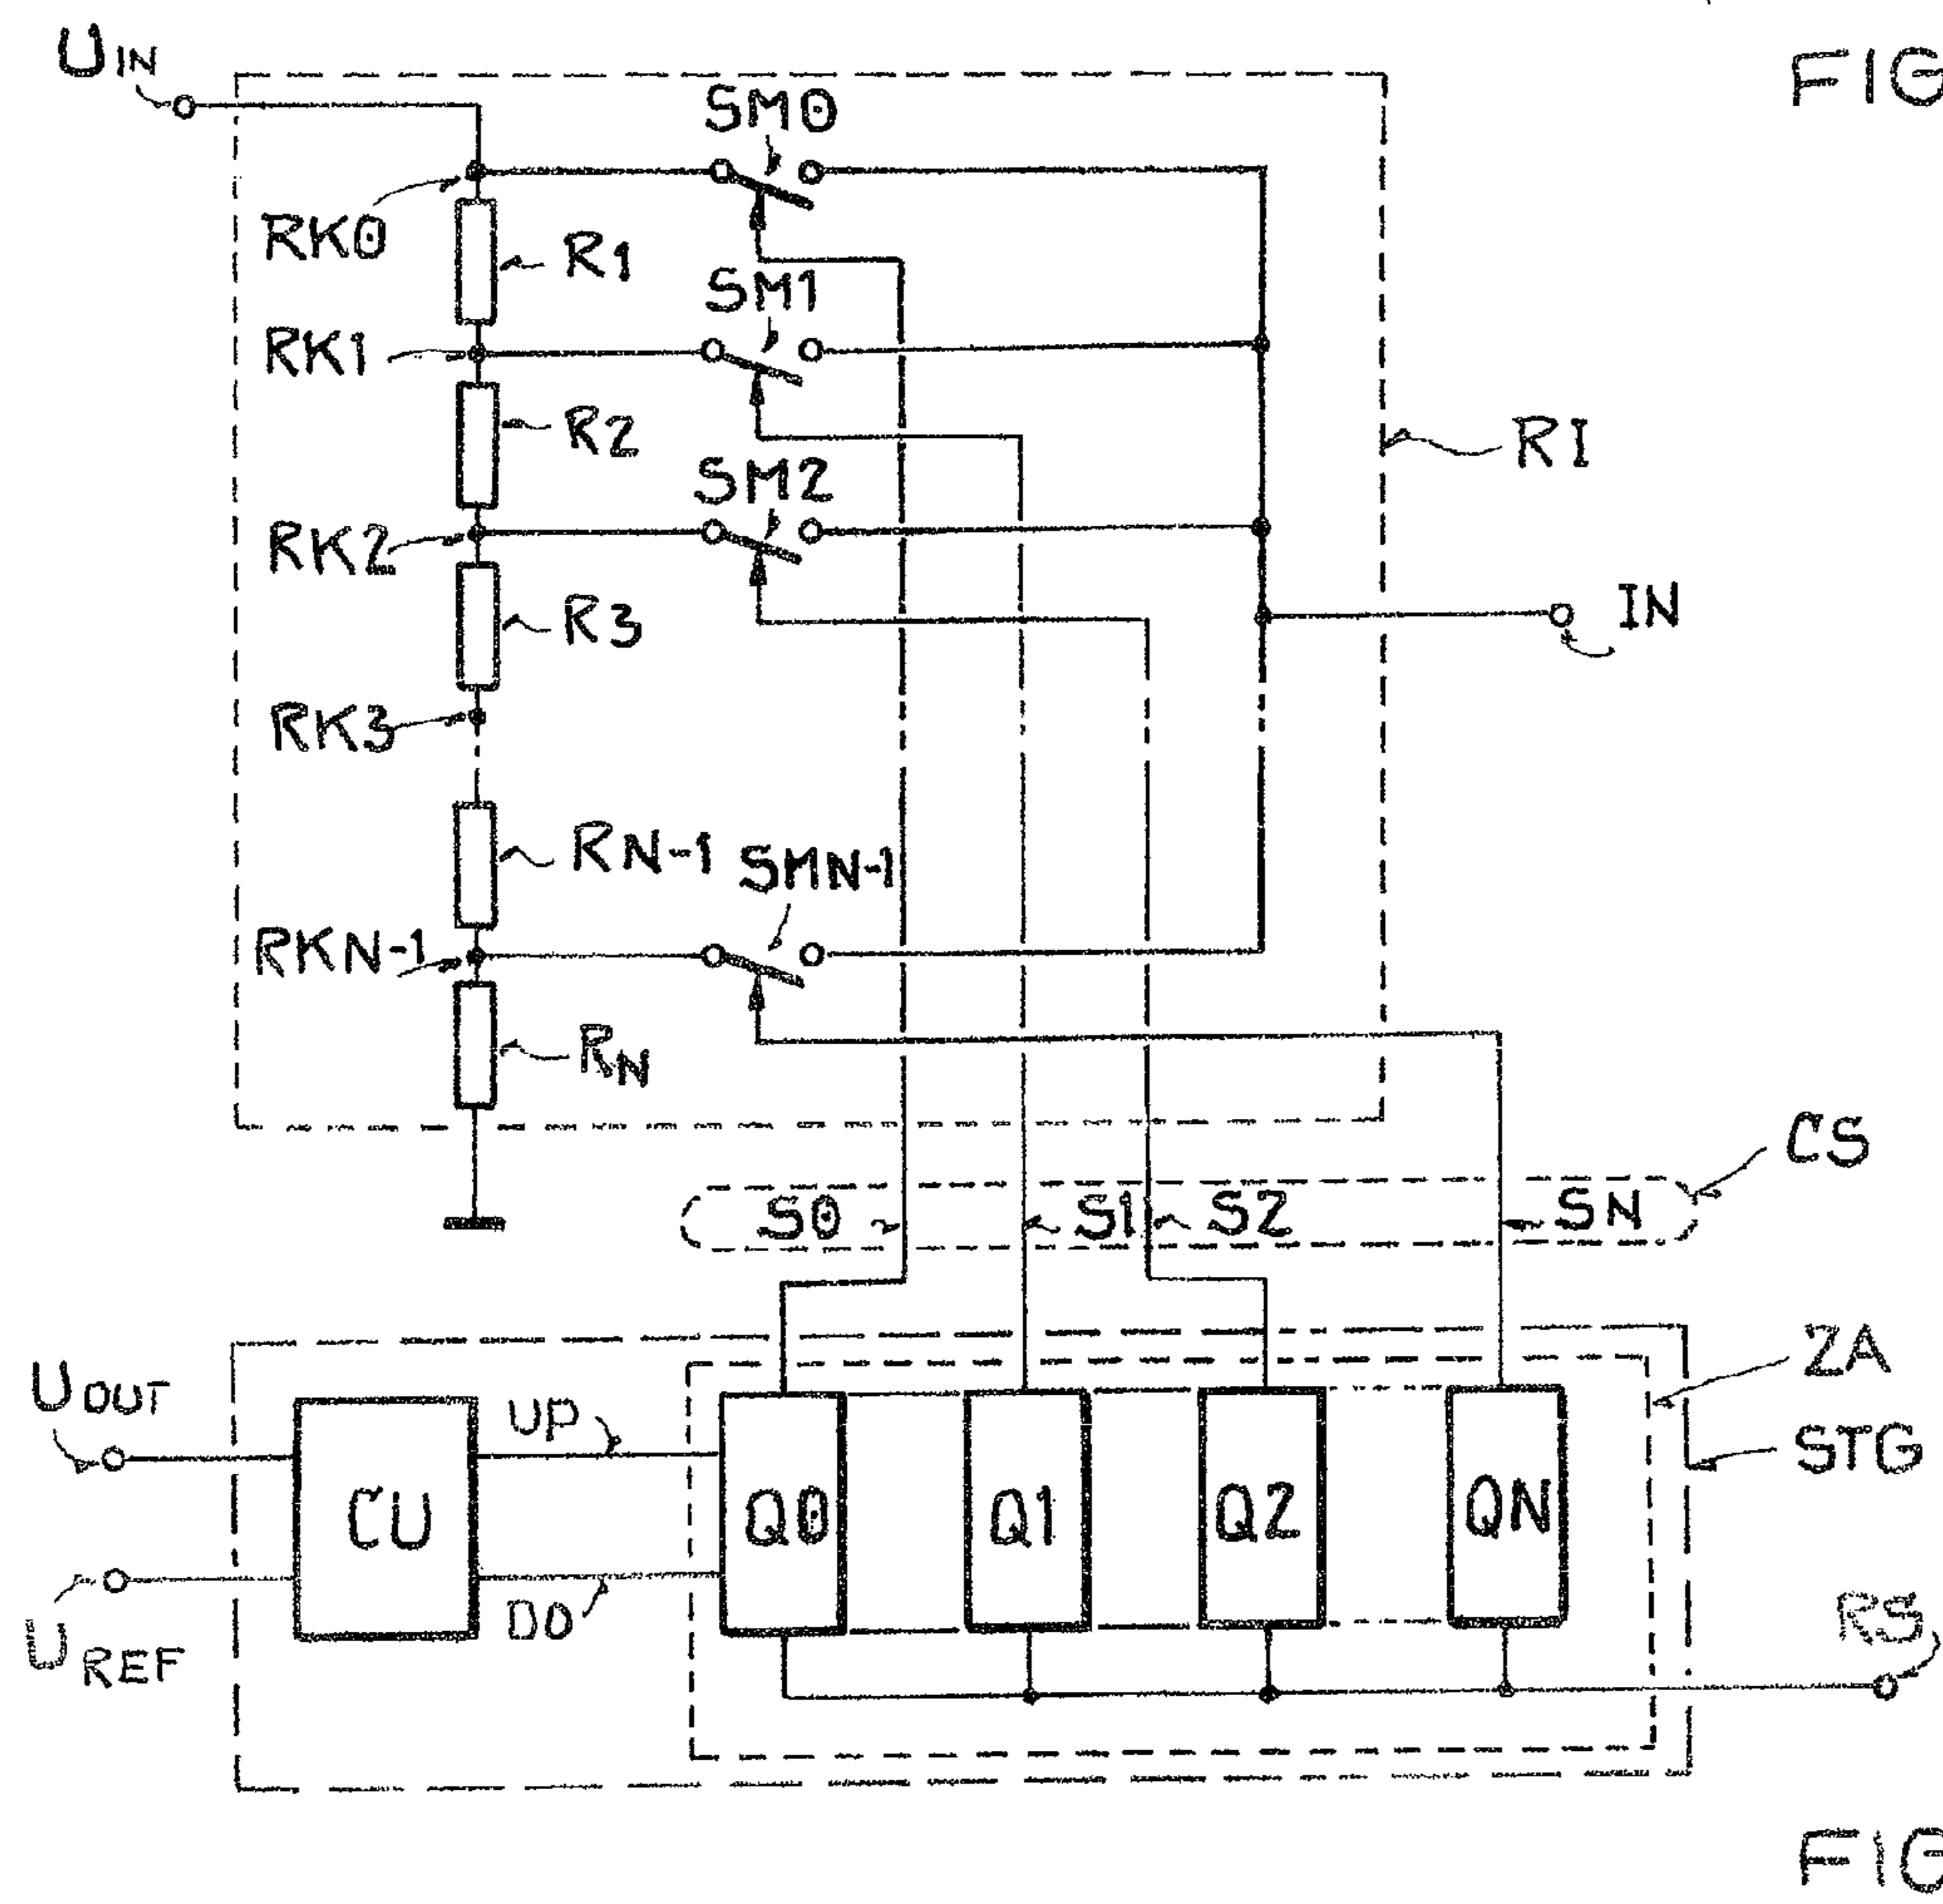 UIN
FIG
SM0
RK0
R1
SM1
RK1
R2
RI
SM2
RK2
IN
R3
RK3
RN-1
SMN-1
RKN-1
RN
CS
S0
S1
S2
SN
ZA
UOUT
UP
STG
CU
Q0
Q1
Q2
QN
DO
RS
UREF
FIG